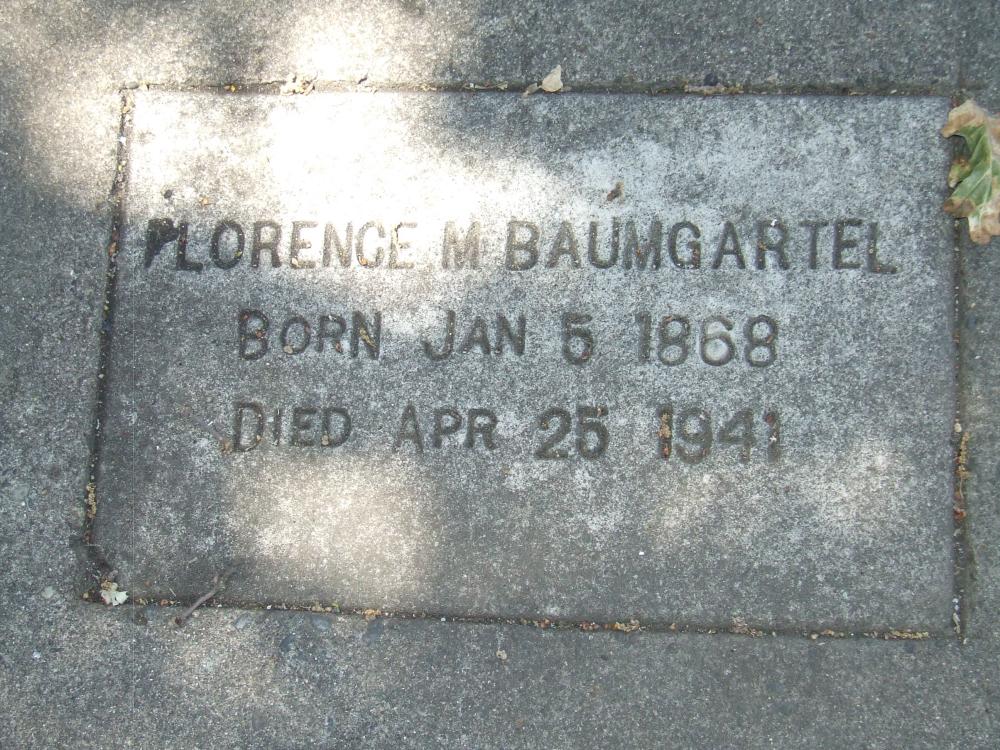 FLORENCE M BAUMGARTEL
BORN JAN 5 1868
DIED APR 25 1941